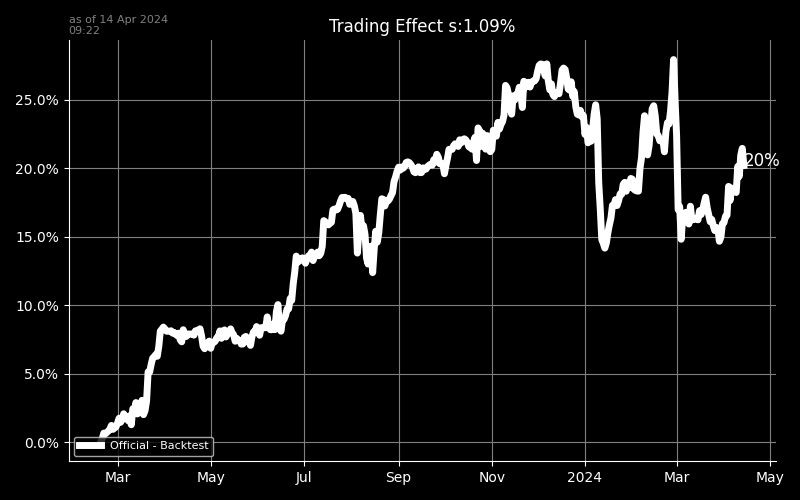 as of 14 Apr 2024
09:22
Trading Effect s:1.09%
25.0%
20.0%
15.0%
10.0%
5.0%
0.0%
20%
Official - Backtest
Mar
May
Jul
Sep
Nov
2024
Mar
May